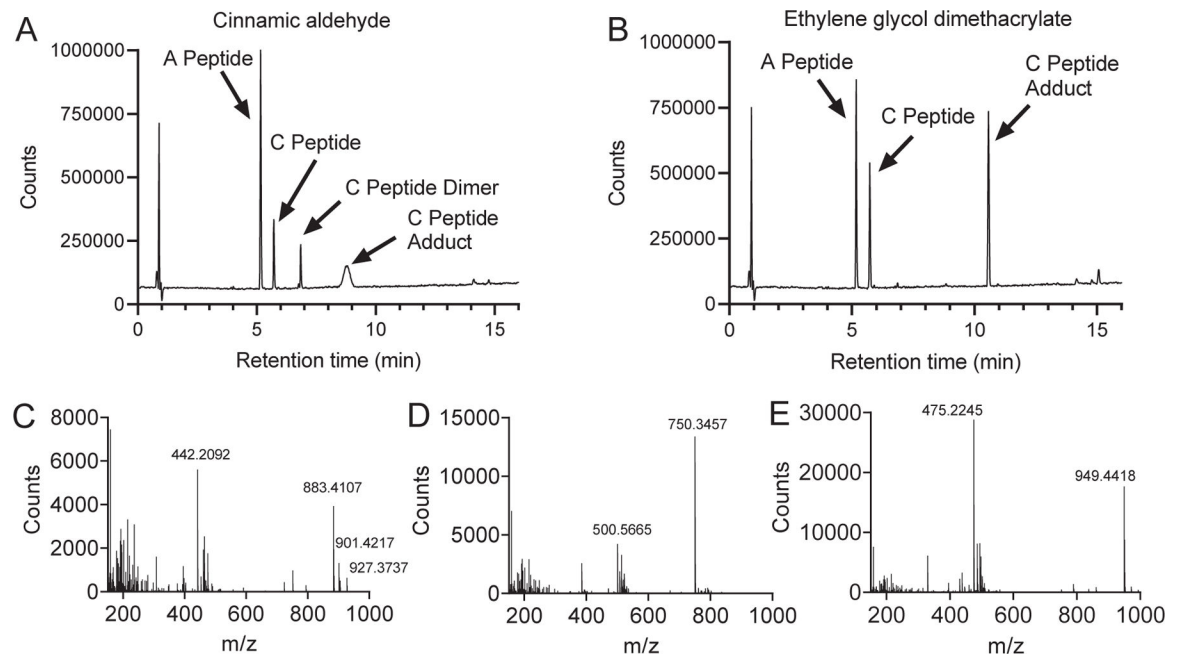 A
Cinnamic aldehyde
1000000
750000
500000
250000
0
Counts
A Peptide
C Peptide
C Peptide Dimer
C Peptide
Adduct
0 5 10 15
Retention time (min)
B
Ethylene glycol dimethacrylate
1000000
750000
500000
250000
0
Counts
A Peptide
C Peptide
C Peptide
Adduct
0 5 10 15
Retention time (min)
C
8000
6000
4000
2000
0
Counts
442.2092
883.4107
901.4217
927.3737
200 400 600 800 1000
m/z
D
15000
10000
5000
0
Counts
750.3457
500.5665
200 400 600 800 1000
m/z
E
30000
20000
10000
0
Counts
475.2245
949.4418
200 400 600 800 1000
m/z